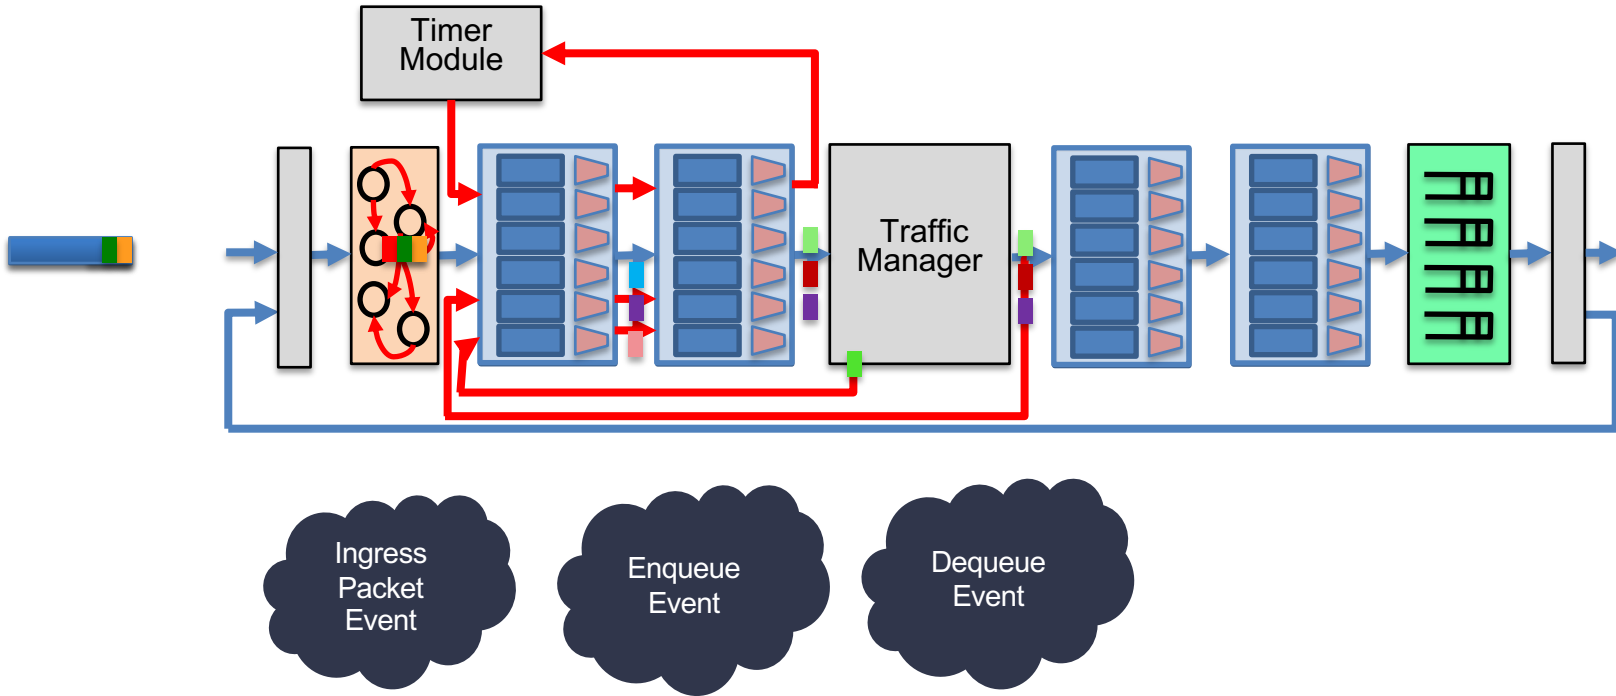 Timer
Module
Traffic
Manager
Ingress
Packet
Event
Enqueue
Event
Dequeue
Event